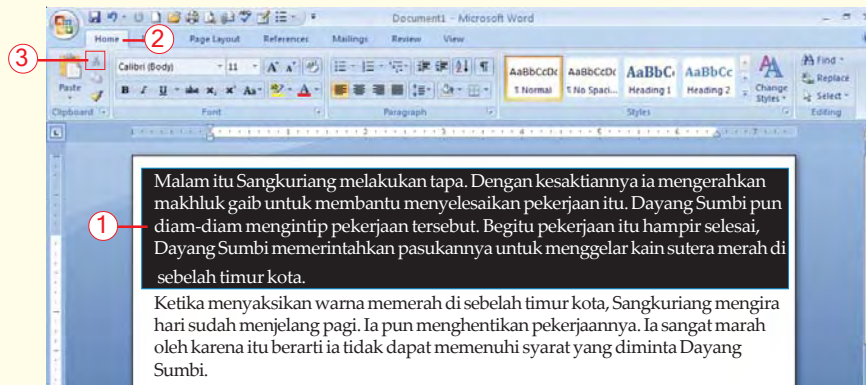 Document1 - Microsoft Word
Home Page Layout References Mailings Review View
2
3
Calibri (Body) 11
Paste
B I U abc x, x' Aa A
AaBbCcDc AaBbCcDc AaBbC AaBbCc
¶ Normal ¶ No Spaci... Heading 1 Heading 2
Change Styles
Find
Replace
Select
Clipboard Font Paragraph Styles Editing
1
Malam itu Sangkuriang melakukan tapa. Dengan kesaktiannya ia mengerahkan
makhluk gaib untuk membantu menyelesaikan pekerjaan itu. Dayang Sumbi pun
diam-diam mengintip pekerjaan tersebut. Begitu pekerjaan itu hampir selesai,
Dayang Sumbi memerintahkan pasukannya untuk menggelar kain sutera merah di
sebelah timur kota.
Ketika menyaksikan warna memerah di sebelah timur kota, Sangkuriang mengira
hari sudah menjelang pagi. Ia pun menghentikan pekerjaannya. Ia sangat marah
oleh karena itu berarti ia tidak dapat memenuhi syarat yang diminta Dayang
Sumbi.